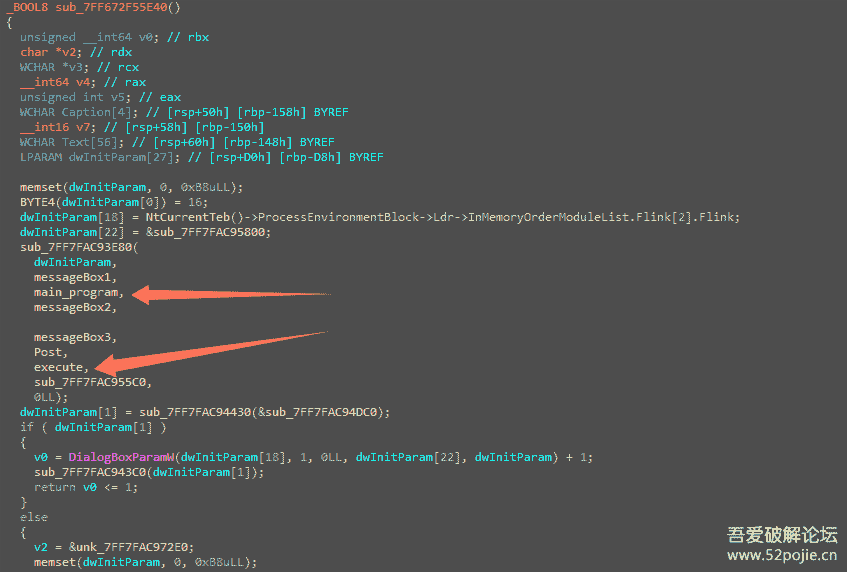 _BOOL8 sub_7FF672F55E40()
{
unsigned __int64 v0; // rbx
char *v2; // rdx
WCHAR *v3; // rcx
__int64 v4; // rax
unsigned int v5; // eax
WCHAR Caption[4]; // [rsp+50h] [rbp-158h] BYREF
__int16 v7; // [rsp+58h] [rbp-150h]
WCHAR Text[56]; // [rsp+60h] [rbp-148h] BYREF
LPARAM dwInitParam[27]; // [rsp+D0h] [rbp-D8h] BYREF
memset(dwInitParam, 0, 0xB8uLL);
BYTE4(dwInitParam[0]) = 16;
dwInitParam[18] = NtCurrentTeb()->ProcessEnvironmentBlock->Ldr->InMemoryOrderModuleList.Flink[2].Flink;
dwInitParam[22] = &sub_7FF7FAC95800;
sub_7FF7FAC93E80(
dwInitParam,
messageBox1,
main_program,
messageBox2,
messageBox3,
Post,
execute,
sub_7FF7FAC955C0,
0LL);
dwInitParam[1] = sub_7FF7FAC94430(&sub_7FF7FAC94DC0);
if ( dwInitParam[1] )
{
v0 = DialogBoxParamW(dwInitParam[18], 1, 0LL, dwInitParam[22], dwInitParam) + 1;
sub_7FF7FAC943C0(dwInitParam[1]);
return v0 <= 1;
}
else
{
v2 = &unk_7FF7FAC972E0;
memset(dwInitParam, 0, 0xB8uLL);
吾爱破解论坛
www.52pojie.cn